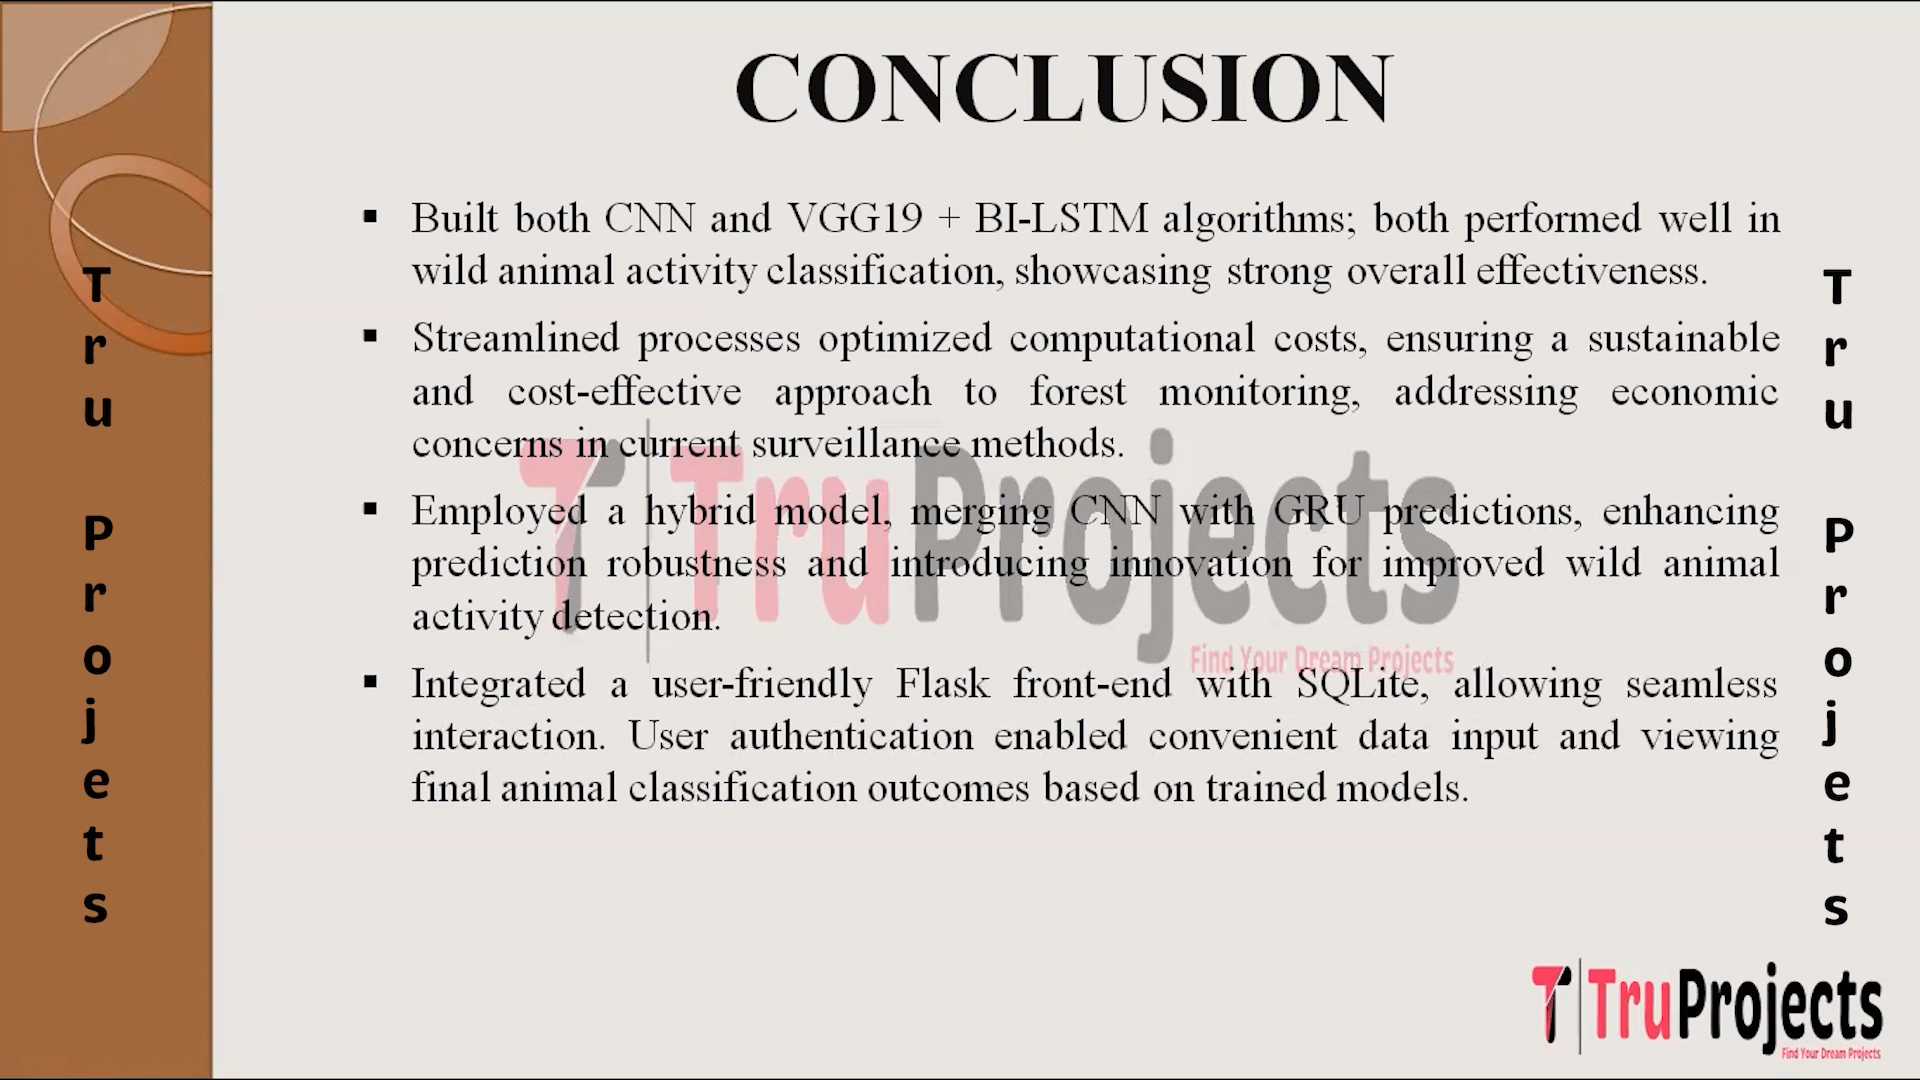 CONCLUSION
▪ Built both CNN and VGG19 + BI-LSTM algorithms; both performed well in
wild animal activity classification, showcasing strong overall effectiveness.
▪ Streamlined processes optimized computational costs, ensuring a sustainable
and cost-effective approach to forest monitoring, addressing economic
concerns in current surveillance methods.
▪ Employed a hybrid model, merging CNN with GRU predictions, enhancing
prediction robustness and introducing innovation for improved wild animal
activity detection.
▪ Integrated a user-friendly Flask front-end with SQLite, allowing seamless
interaction. User authentication enabled convenient data input and viewing
final animal classification outcomes based on trained models.
Tru Projets
Tru Projets
TruProjects
Find Your Dream Projects
TruProjects
Find Your Dream Projects